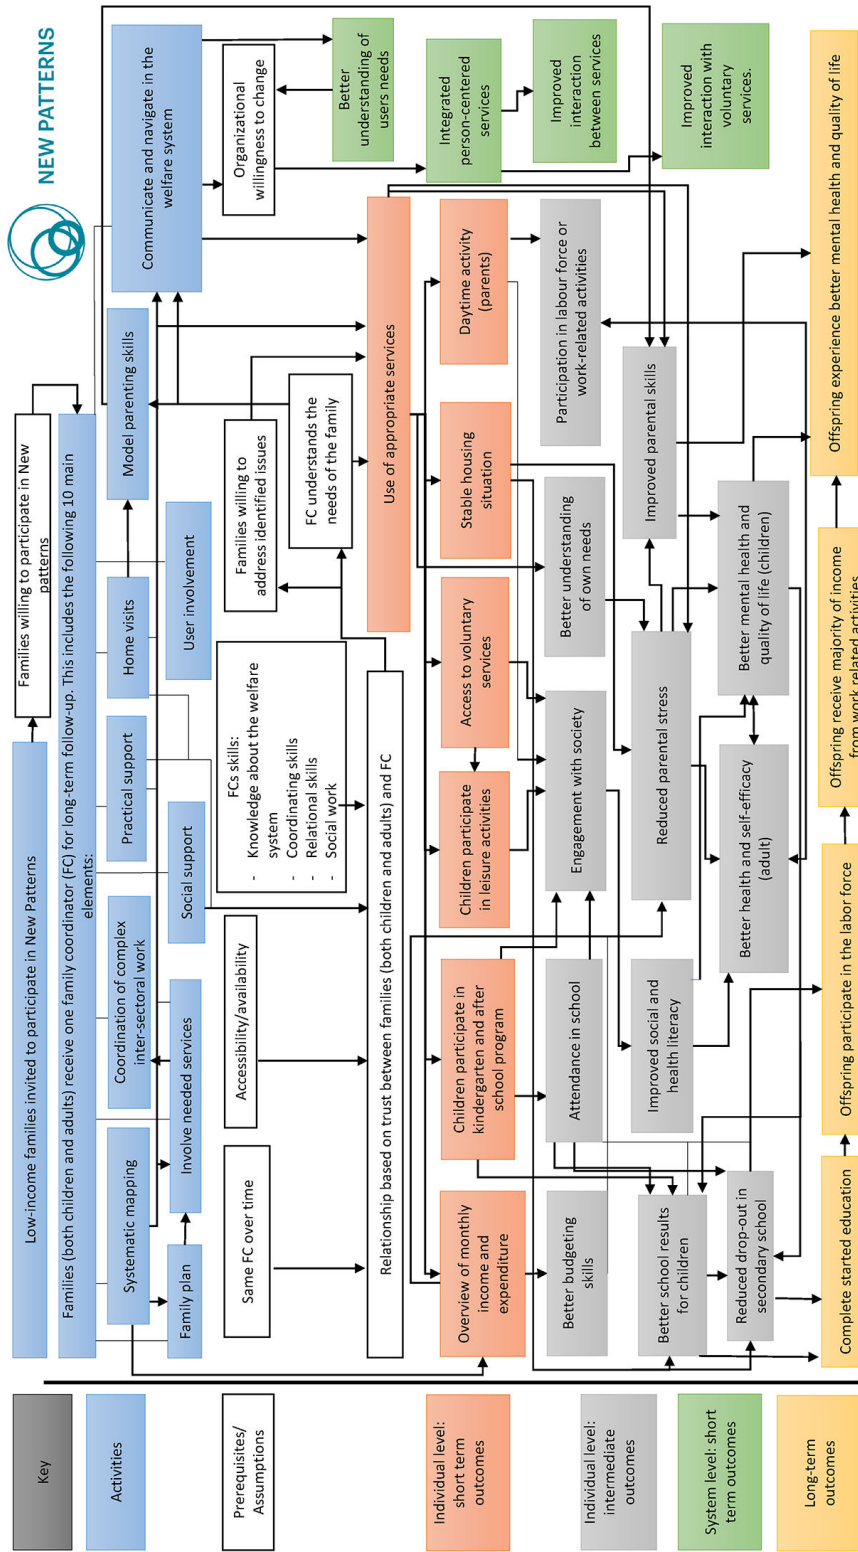 NEW PATTERNS
Key
Activities
Prerequisites/
Assumptions
Individual level:
short term
outcomes
Individual level:
intermediate
outcomes
System level: short
term outcomes
Long-term
outcomes
Low-income families invited to participate in New Patterns
Families willing to participate in New
patterns
Families (both children and adults) receive one family coordinator (FC) for long-term follow-up. This includes the following 10 main
elements:
Systematic mapping
Coordination of complex
inter-sectoral work
Practical support
Home visits
Model parenting skills
Communicate and navigate in the
welfare system
Family plan
Involve needed services
Social support
User involvement
Same FC over time
Accessibility/availability
FCs skills:
- Knowledge about the welfare
system
- Coordinating skills
- Relational skills
- Social work
Families willing to
address identified issues
FC understands the
needs of the family
Organizational
willingness to change
Better
understanding of
users needs
Relationship based on trust between families (both children and adults) and FC
Use of appropriate services
Integrated
person-centered
services
Improved
interaction
between services
Improved
interaction with
voluntary
services.
Overview of monthly
income and
expenditure
Children participate in
kindergarten and after
school program
Children participate
in leisure activities
Access to voluntary
services
Stable housing
situation
Daytime activity
(parents)
Better budgeting
skills
Attendance in school
Engagement with society
Better understanding
of own needs
Participation in labour force or
work-related activities
Better school results
for children
Improved social and
health literacy
Reduced parental stress
Improved parental skills
Reduced drop-out in
secondary school
Better health and self-efficacy
(adult)
Better mental health and
quality of life (children)
Complete started education
Offspring participate in the labor force
Offspring receive majority of income
from work related activities
Offspring experience better mental health and quality of life